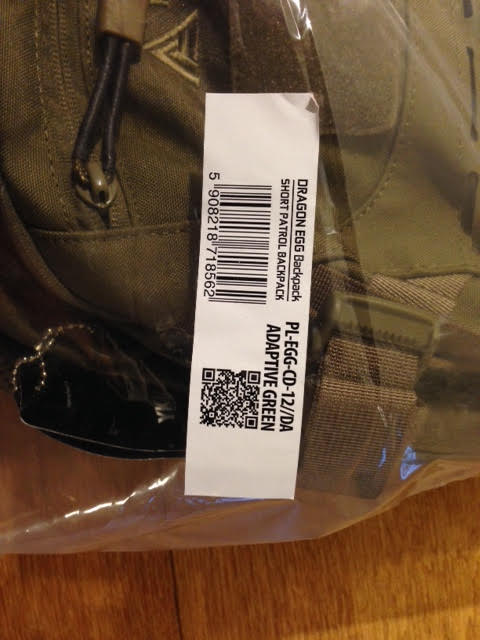 DRAGON EGG Backpack
SHORT PATROL BACKPACK
5 908218 718562
PL-EGG-CD-12//DA
ADAPTIVE GREEN